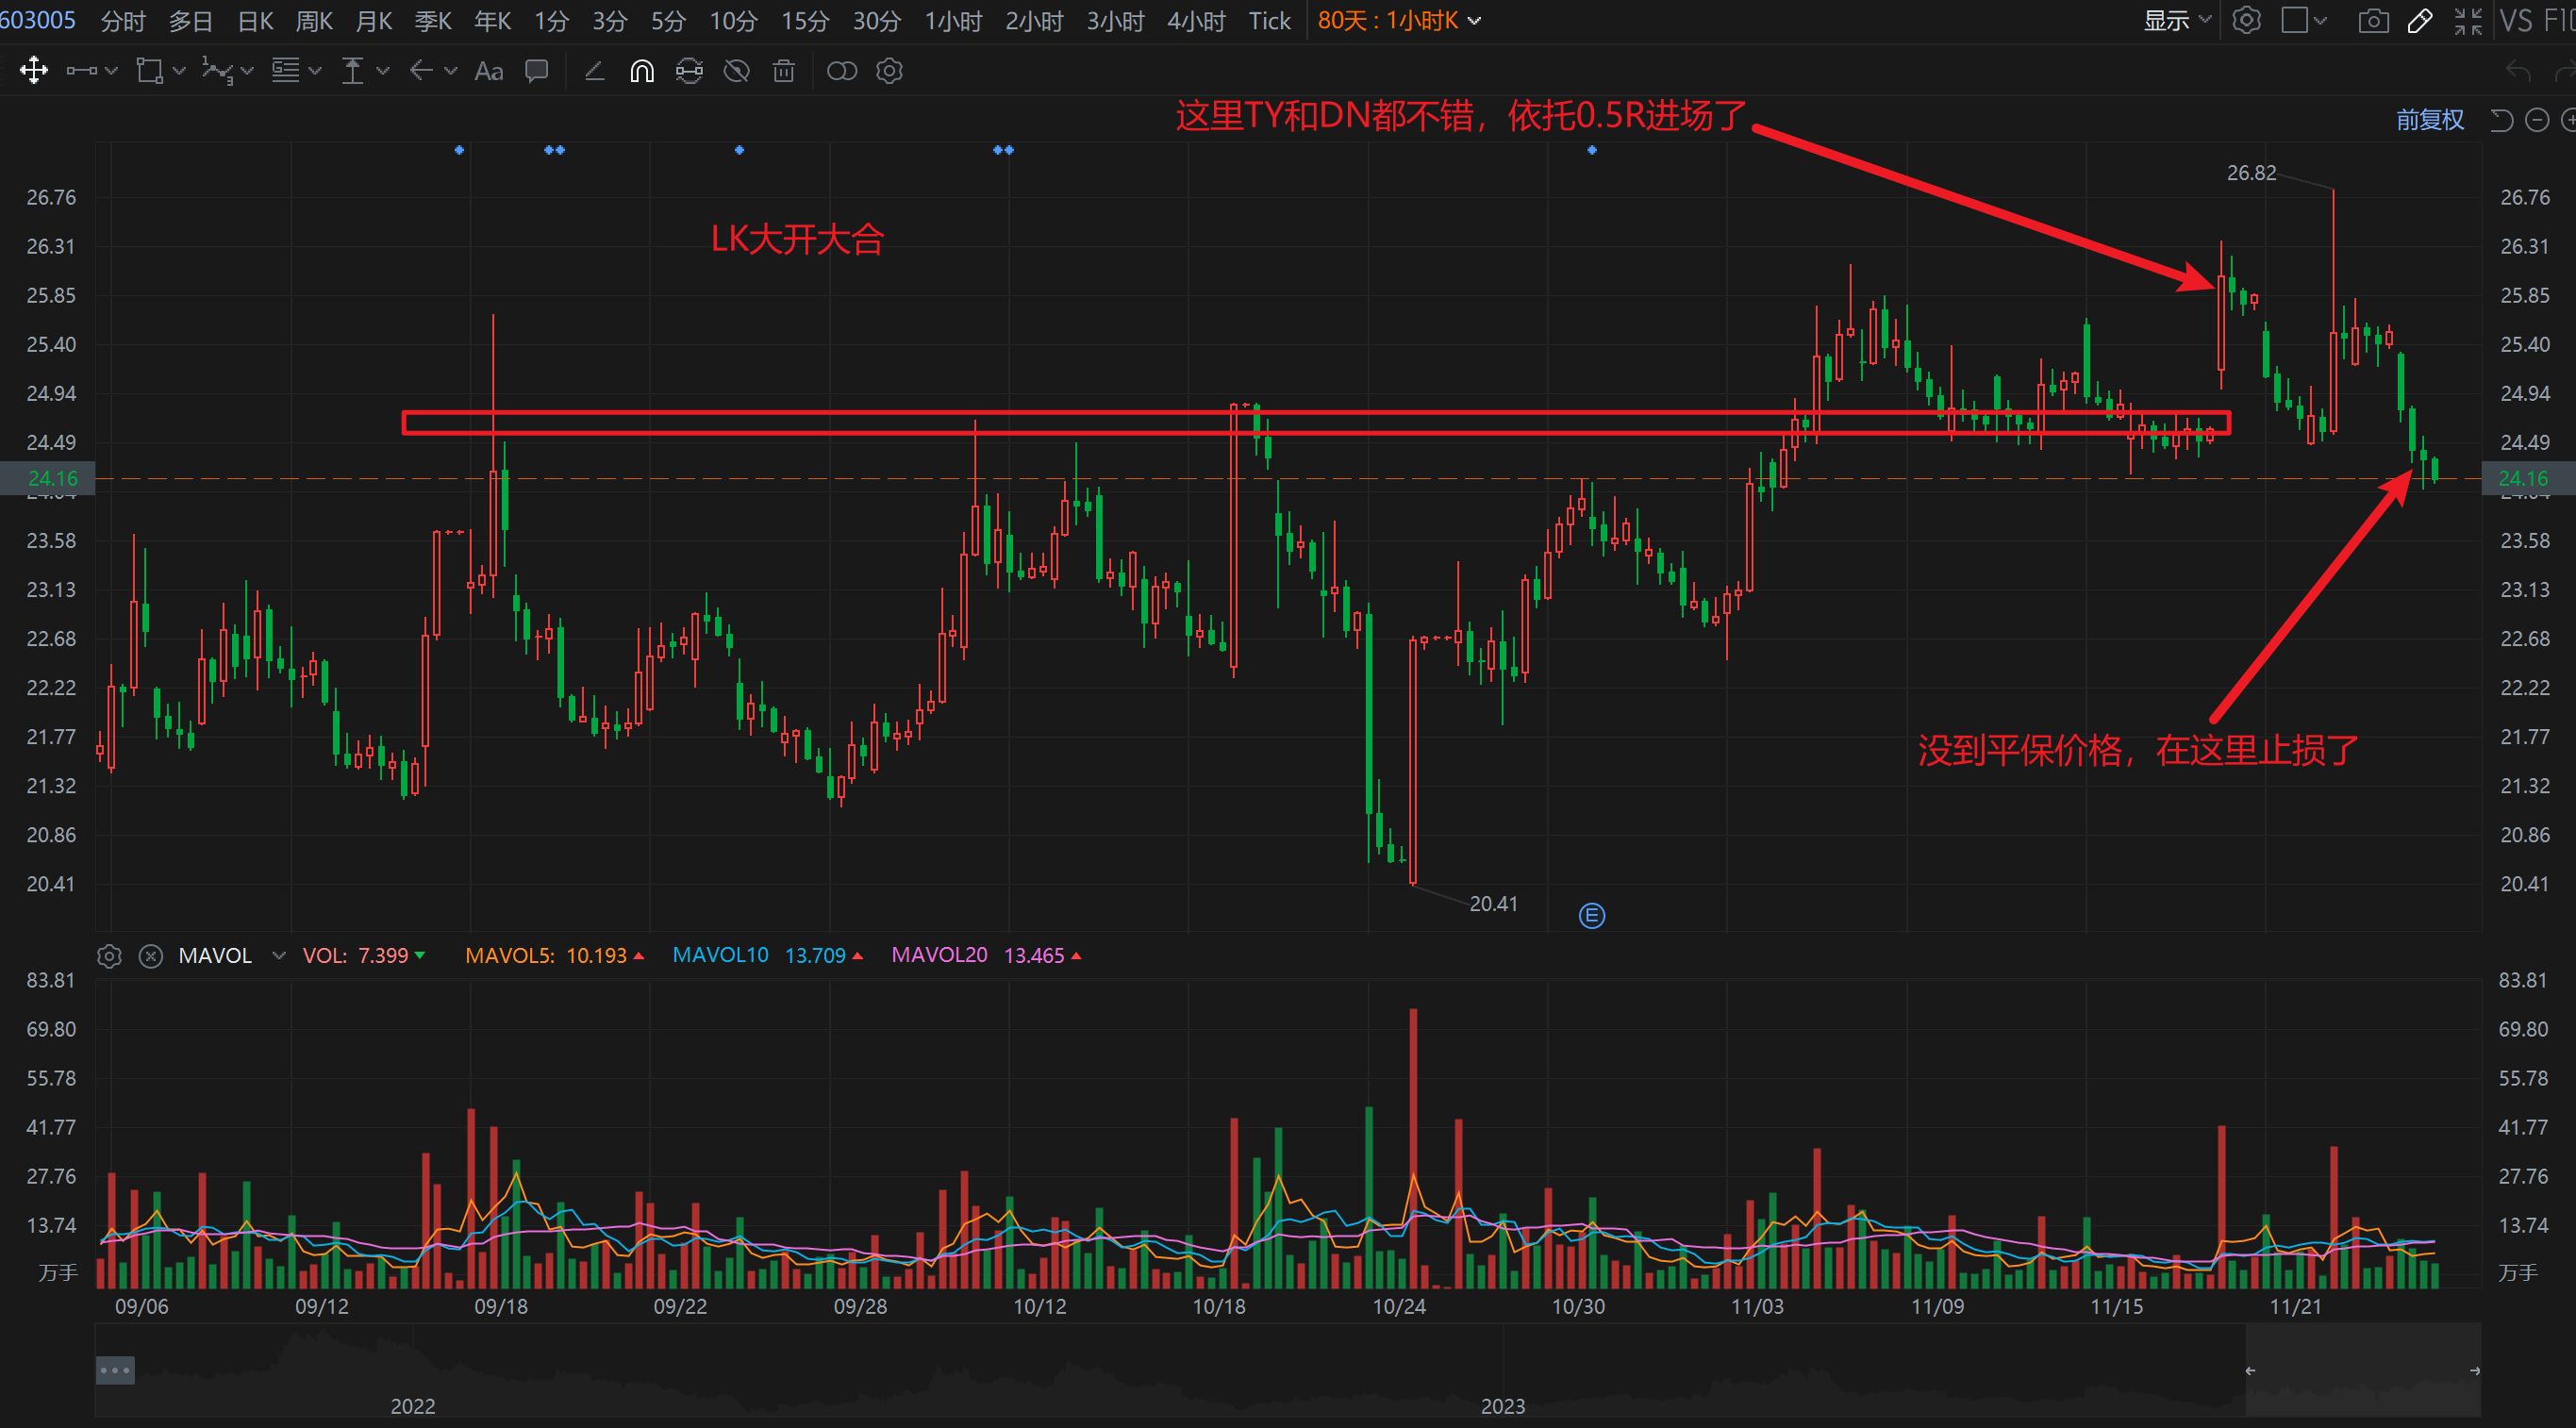 603005 分时 多日 日K 周K 月K 季K 年K 1分 3分 5分 10分 15分 30分 1小时 2小时 3小时 4小时 Tick 80天 : 1小时K 显示 VS F10
Aa
这里TY和DN都不错，依托0.5R进场了
前复权
26.82
26.76 26.76
LK大开大合
26.31 26.31
25.85 25.85
25.40 25.40
24.94 24.94
24.49 24.49
24.16 24.16
24.04 24.04
23.58 23.58
23.13 23.13
22.68 22.68
22.22 22.22
21.77 21.77
没到平保价格，在这里止损了
21.32 21.32
20.86 20.86
20.41 20.41
20.41
E
MAVOL VOL: 7.399 MAVOL5: 10.193 MAVOL10 13.709 MAVOL20 13.465
83.81 83.81
69.80 69.80
55.78 55.78
41.77 41.77
27.76 27.76
13.74 13.74
万手 万手
09/06 09/12 09/18 09/22 09/28 10/12 10/18 10/24 10/30 11/03 11/09 11/15 11/21
2022 2023